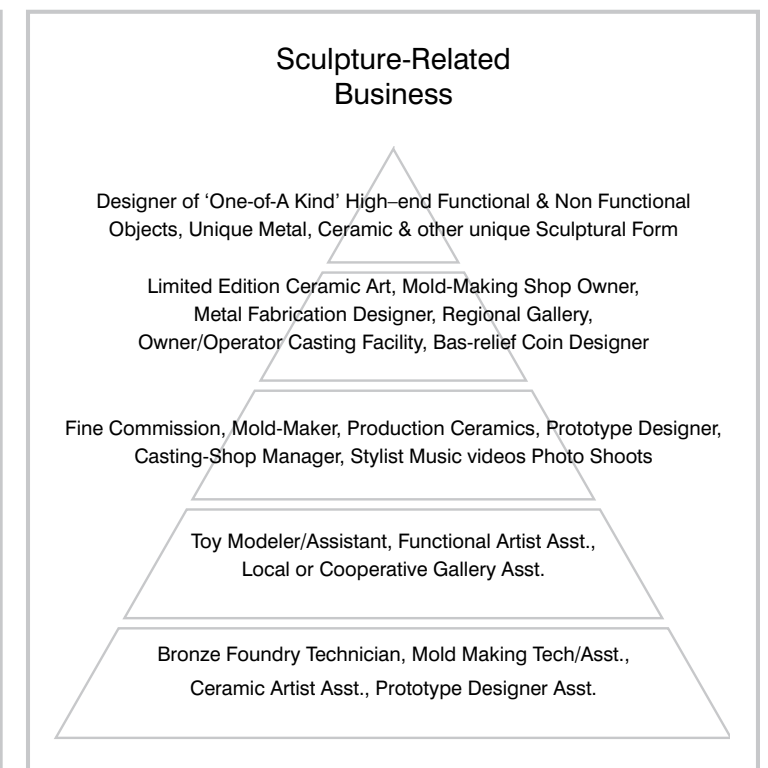 Sculpture-Related
Business
Designer of ‘One-of-A Kind’ High–end Functional & Non Functional
Objects, Unique Metal, Ceramic & other unique Sculptural Form
Limited Edition Ceramic Art, Mold-Making Shop Owner,
Metal Fabrication Designer, Regional Gallery,
Owner/Operator Casting Facility, Bas-relief Coin Designer
Fine Commission, Mold-Maker, Production Ceramics, Prototype Designer,
Casting-Shop Manager, Stylist Music videos Photo Shoots
Toy Modeler/Assistant, Functional Artist Asst.,
Local or Cooperative Gallery Asst.
Bronze Foundry Technician, Mold Making Tech/Asst.,
Ceramic Artist Asst., Prototype Designer Asst.